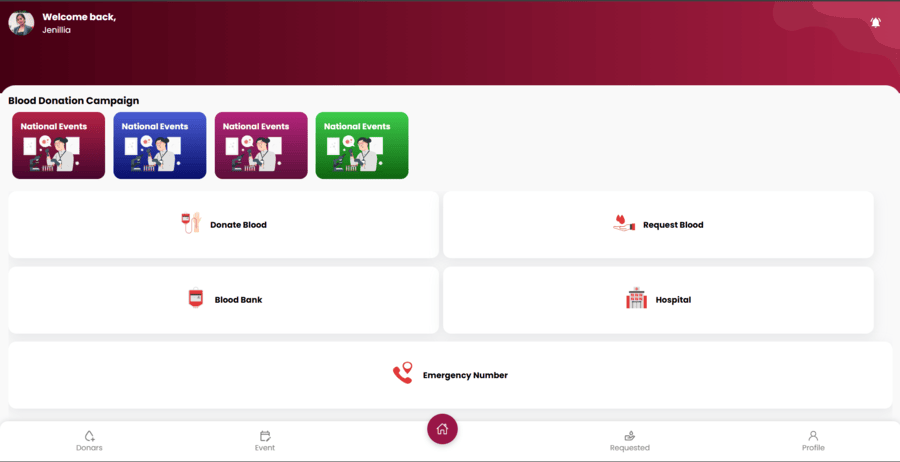 Welcome back,
Jenillia
Blood Donation Campaign
National Events
National Events
National Events
National Events
Donate Blood
Request Blood
Blood Bank
Hospital
Emergency Number
Donars
Event
Requested
Profile